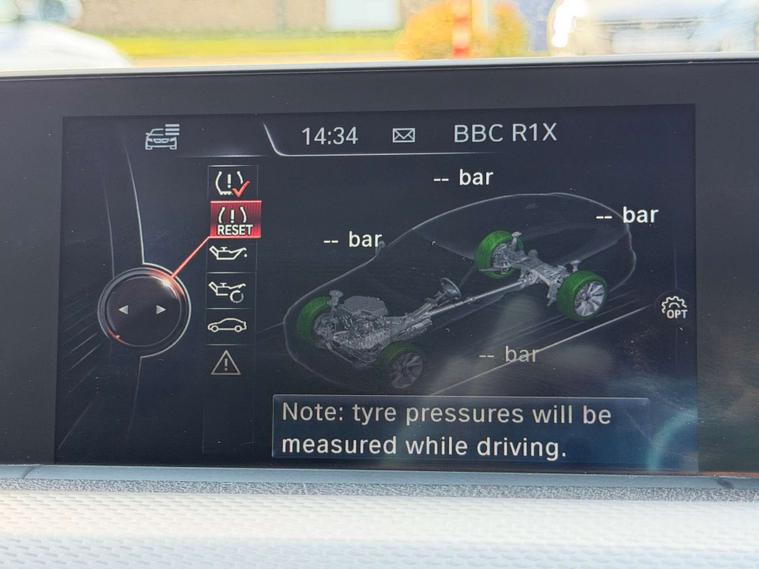 14:34
BBC R1X
-- bar
-- bar
RESET
-- bar
OPT
-- bar
Note: tyre pressures will be
measured while driving.